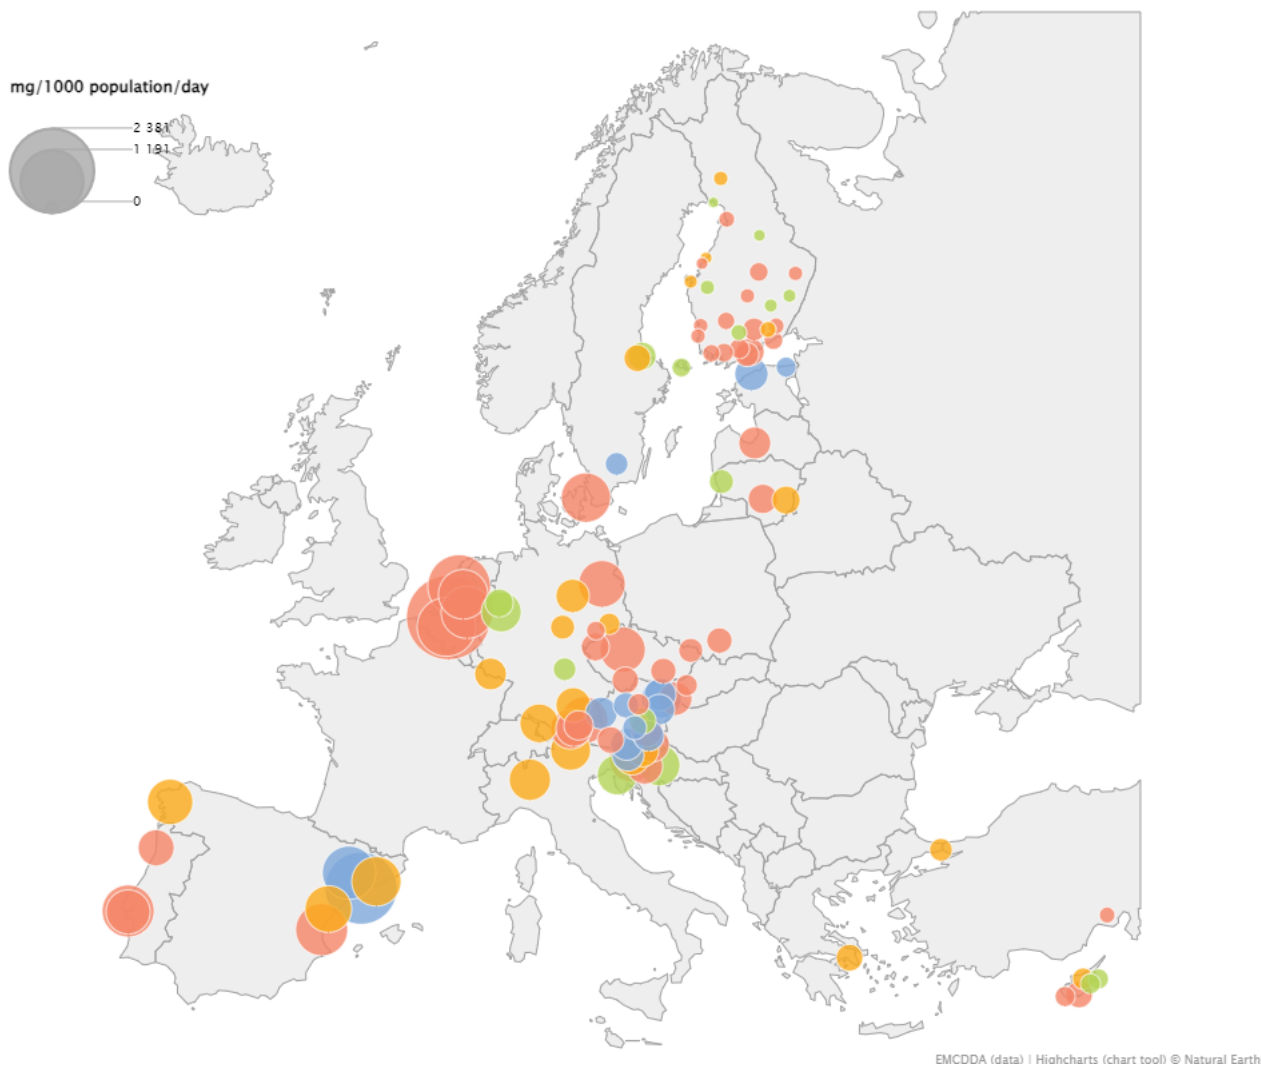 mg/1000 population/day
2 381
1 191
0
EMCDDA (data) | Highcharts (chart tool) © Natural Earth